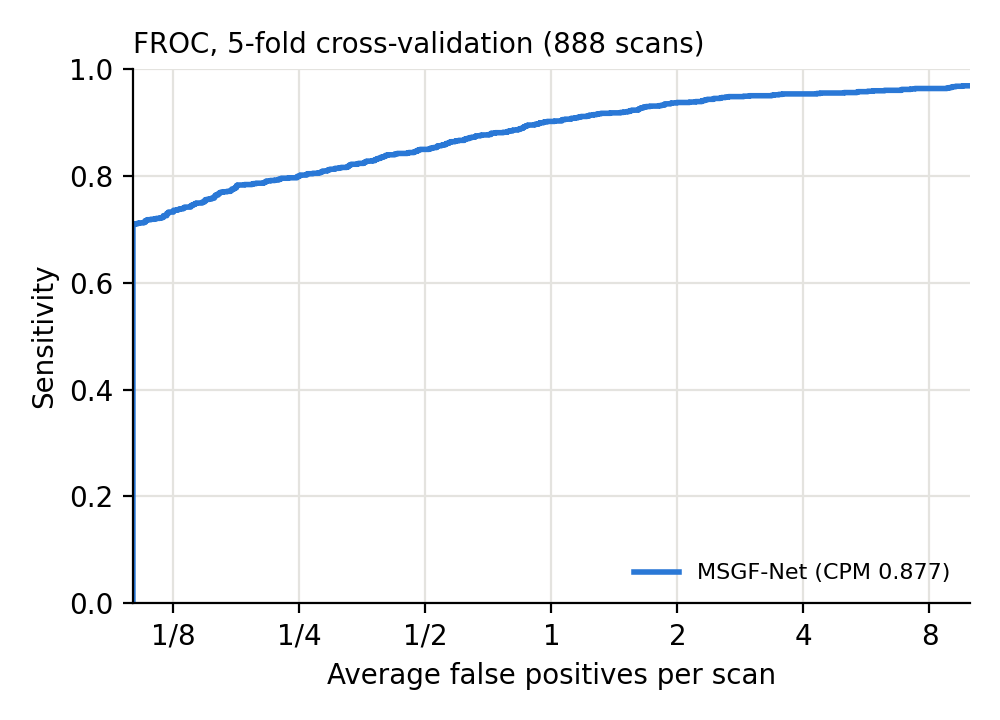 FROC, 5-fold cross-validation (888 scans)
1.0
0.8
0.6
0.4
0.2
0.0
Sensitivity
MSGF-Net (CPM 0.877)
1/8 1/4 1/2 1 2 4 8
Average false positives per scan